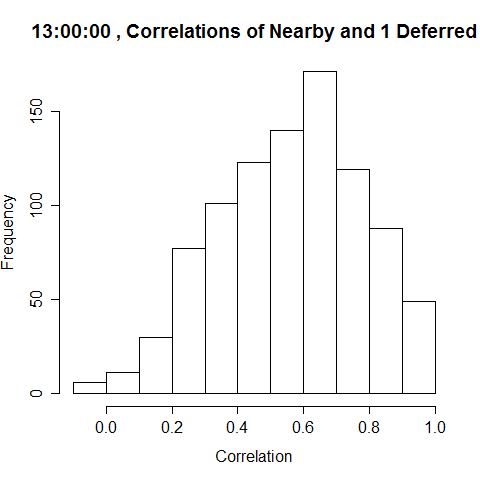 13:00:00 , Correlations of Nearby and 1 Deferred
150
100
50
0
Frequency
0.0 0.2 0.4 0.6 0.8 1.0
Correlation